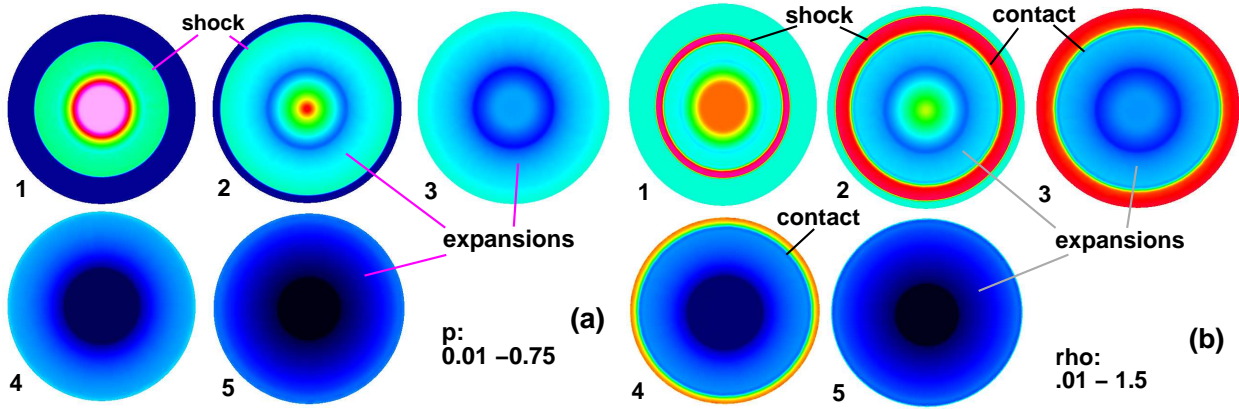 shock
1
2
3
expansions
4
5
p:
0.01 –0.75
(a)
shock
contact
1
2
3
contact
expansions
4
5
rho:
.01 – 1.5
(b)